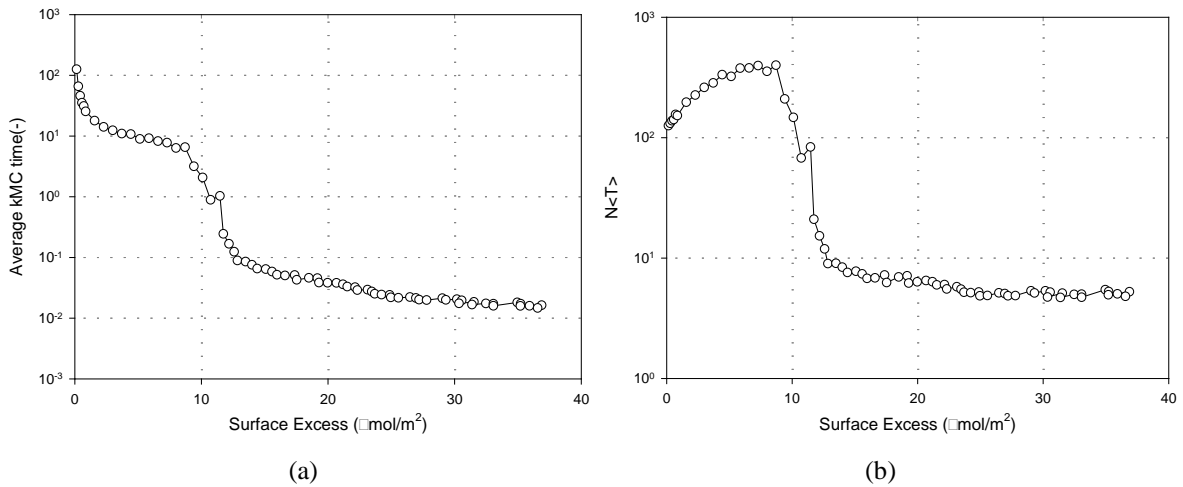 10³
10²
10¹
10⁰
10⁻¹
10⁻²
10⁻³
Average kMC time(-)
0 10 20 30 40
Surface Excess (□mol/m²)
(a)
10³
10²
10¹
10⁰
N<T>
0 10 20 30 40
Surface Excess (□mol/m²)
(b)